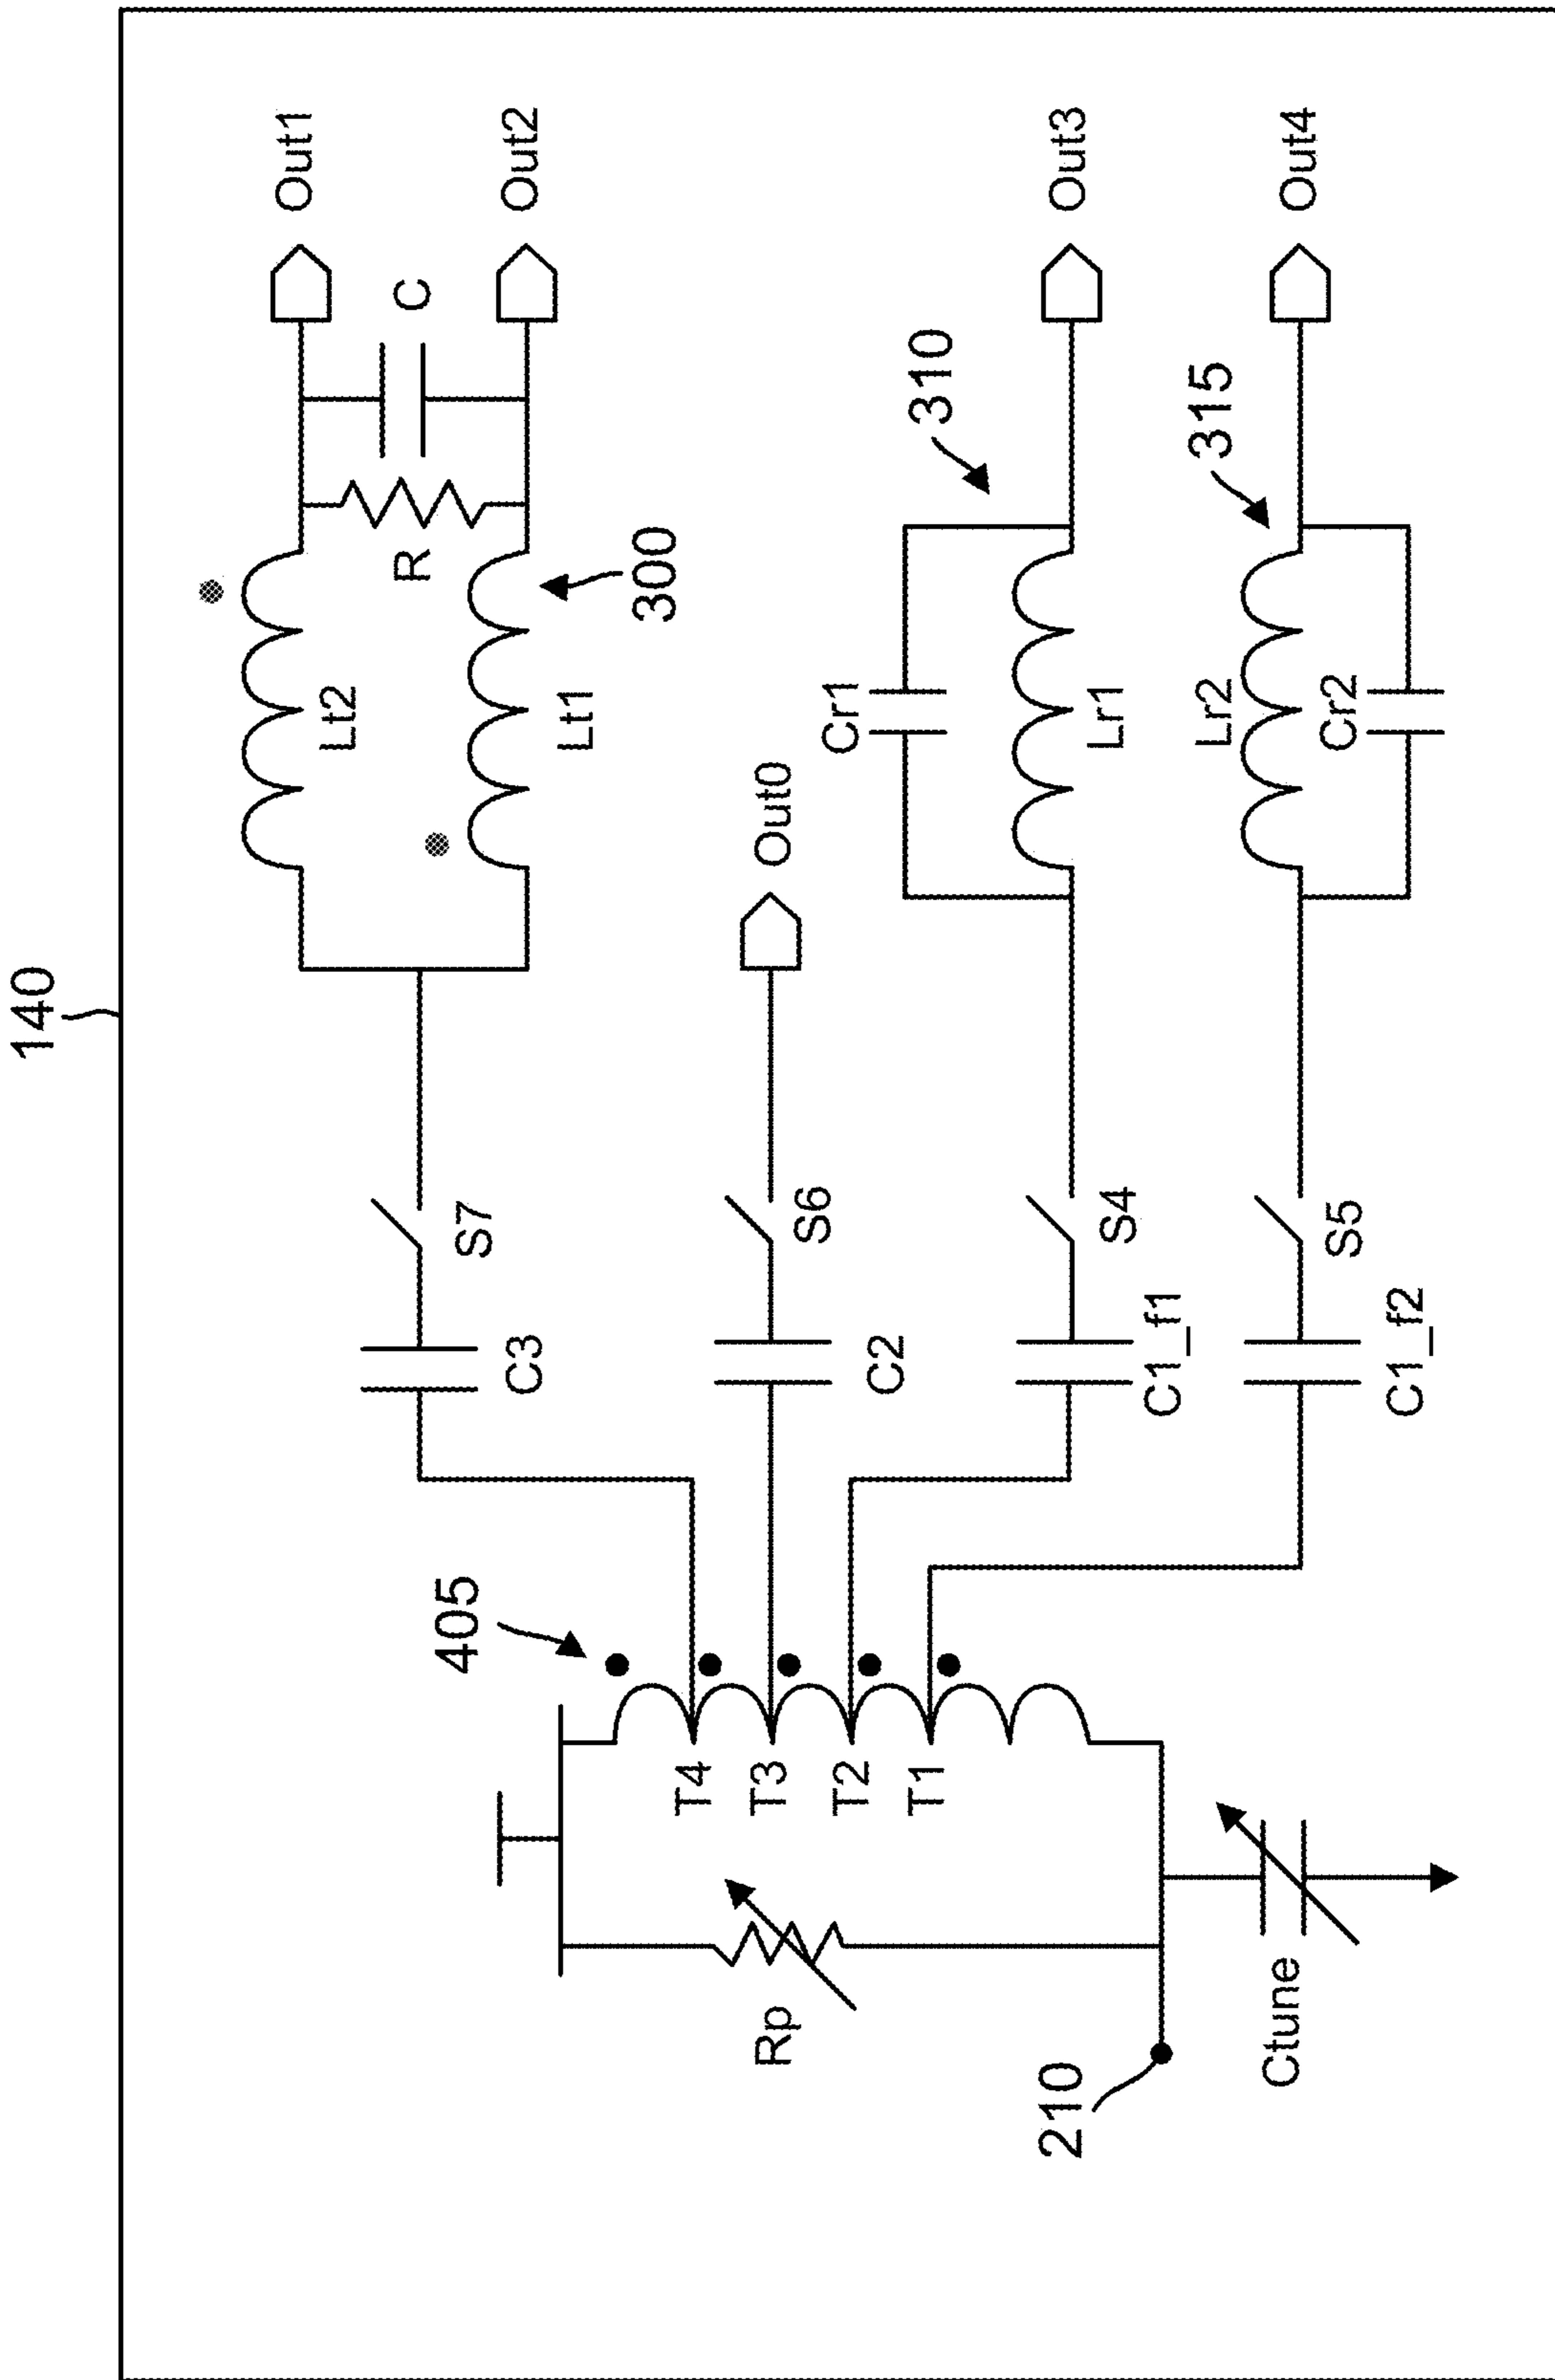 140
Out1
Out2
C
R
Lt2
Lt1
300
Out0
310
Out3
315
Out4
Cr1
Lr1
Lr2
Cr2
S7
C3
S6
C2
S4
C1_f1
S5
C1_f2
405
T4
T3
T2
T1
Rp
210
Ctune